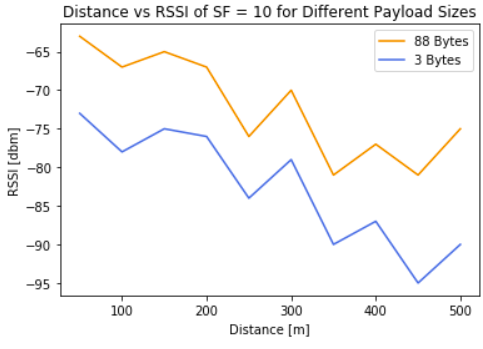 Distance vs RSSI of SF = 10 for Different Payload Sizes
88 Bytes
3 Bytes
RSSI [dbm]
−65
−70
−75
−80
−85
−90
−95
100
200
300
400
500
Distance [m]